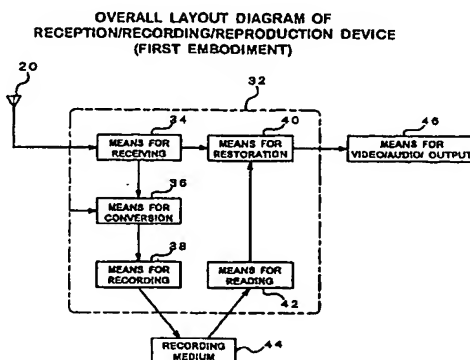 OVERALL LAYOUT DIAGRAM OF
RECEPTION/RECORDING/REPRODUCTION DEVICE
(FIRST EMBODIMENT)
20
32
34
40
46
MEANS FOR
RECEIVING
MEANS FOR
RESTORATION
MEANS FOR
VIDEO/AUDIO/OUTPUT
36
MEANS FOR
CONVERSION
38
MEANS FOR
RECORDING
MEANS FOR
READING
42
RECORDING
MEDIUM
44